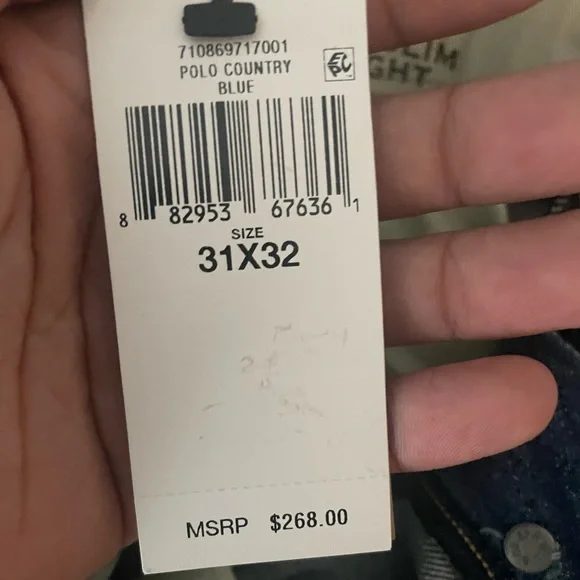 710869717001
POLO COUNTRY
BLUE
8 82953 67636 1
SIZE
31X32
MSRP $268.00